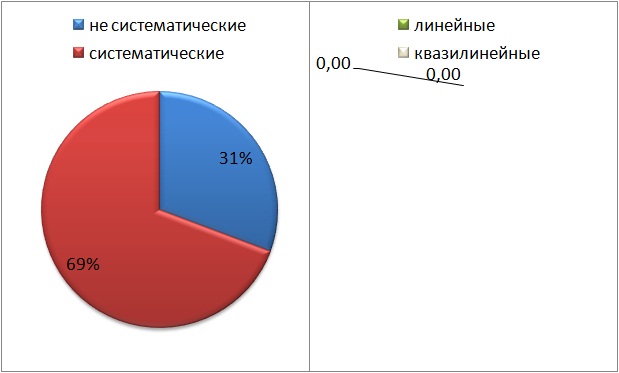 не систематические
систематические
31%
69%
линейные
квазилинейные
0,00
0,00